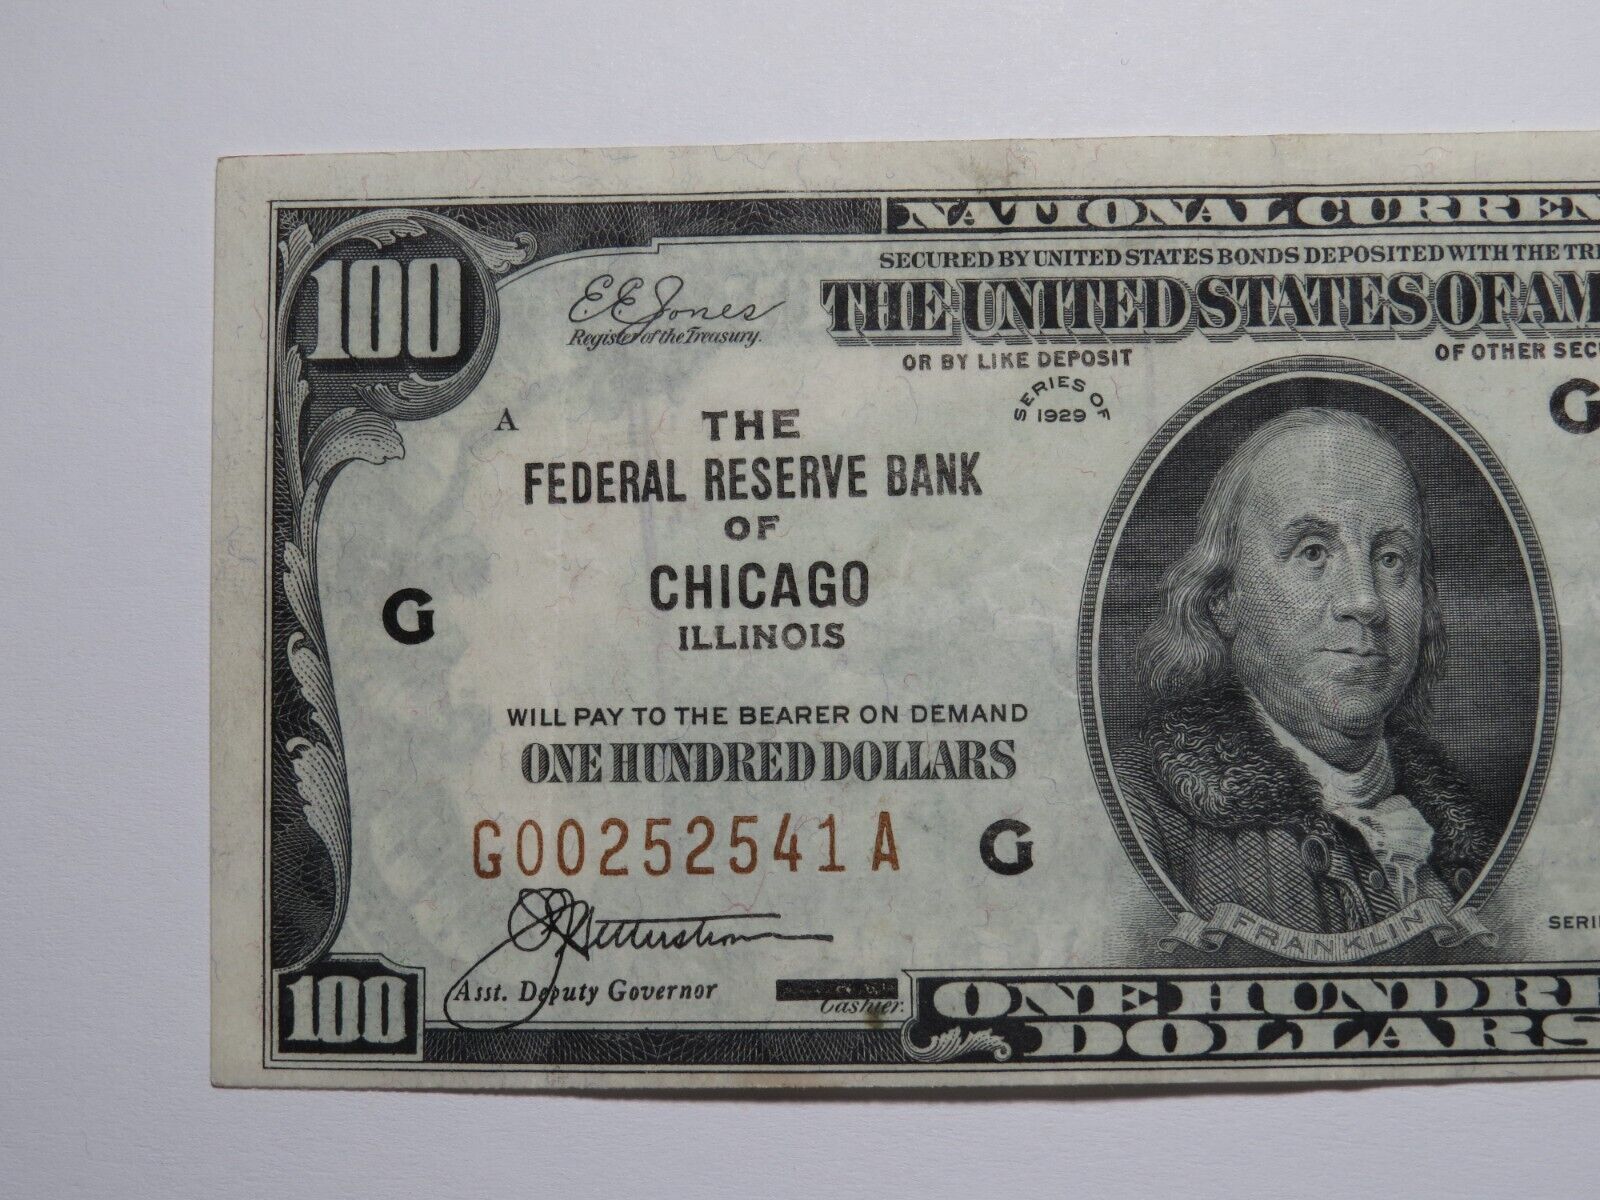 NATIONAL CURREN
SECURED BY UNITED STATES BONDS DEPOSITED WITH THE TRE
THE UNITED STATES OF AM
OR BY LIKE DEPOSIT OF OTHER SECU
100
E.E. Jones
Register of the Treasury.
SERIES OF
1929
G
A
THE
FEDERAL RESERVE BANK
OF
CHICAGO
ILLINOIS
G
WILL PAY TO THE BEARER ON DEMAND
ONE HUNDRED DOLLARS
G00252541A
G
FRANKLIN
SERI
Asst. Deputy Governor
Cashier.
100
ONE HUNDRE
DOLLARS